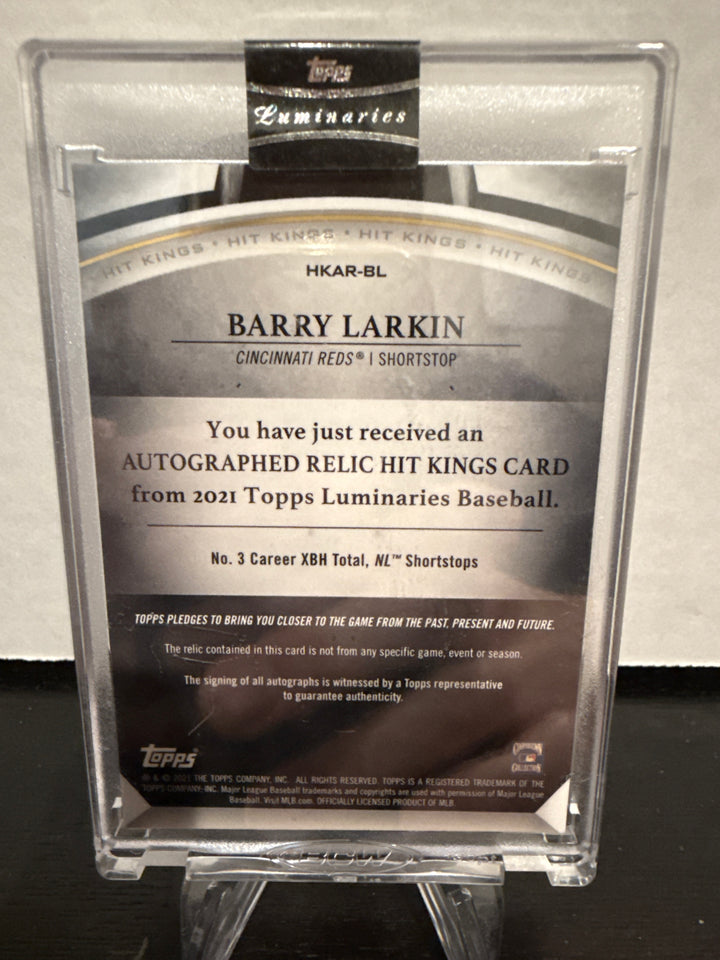 Topps
Luminaries
HIT KINGS • HIT KINGS • HIT KINGS • HIT KINGS
HKAR-BL
BARRY LARKIN
CINCINNATI REDS® | SHORTSTOP
You have just received an
AUTOGRAPHED RELIC HIT KINGS CARD
from 2021 Topps Luminaries Baseball.
No. 3 Career XBH Total, NL™ Shortstops
TOPPS PLEDGES TO BRING YOU CLOSER TO THE GAME FROM THE PAST, PRESENT AND FUTURE.
The relic contained in this card is not from any specific game, event or season.
The signing of all autographs is witnessed by a Topps representative
to guarantee authenticity.
Topps®
COLLECTION
® & © 2021 THE TOPPS COMPANY, INC. ALL RIGHTS RESERVED. TOPPS IS A REGISTERED TRADEMARK OF THE
TOPPS COMPANY, INC. Major League Baseball trademarks and copyrights are used with permission of Major League
Baseball. Visit MLB.com. OFFICIALLY LICENSED PRODUCT OF MLB